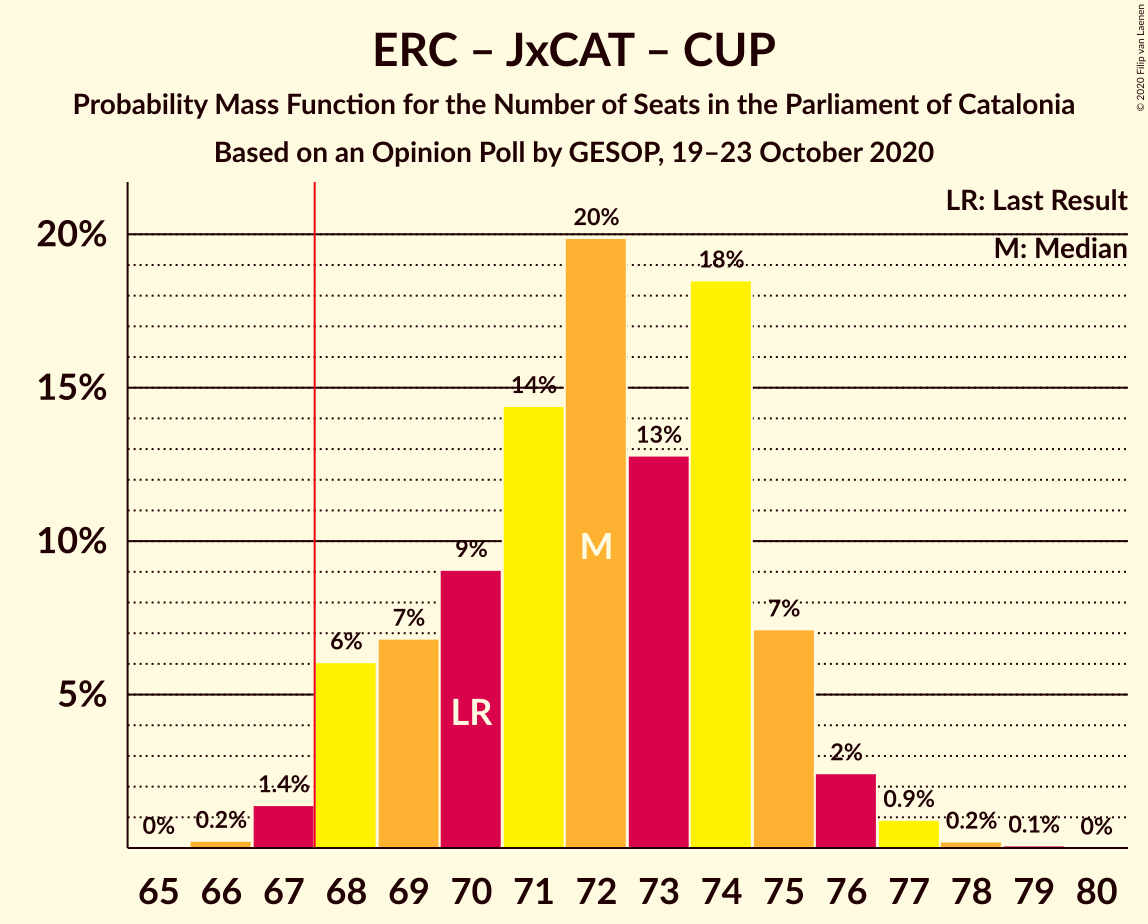 ERC – JxCAT – CUP
Probability Mass Function for the Number of Seats in the Parliament of Catalonia
Based on an Opinion Poll by GESOP, 19–23 October 2020
© 2020 Filip van Laenen
LR: Last Result
M: Median
20%
15%
10%
5%
0%
0.2%
1.4%
6%
7%
9%
14%
20%
13%
18%
7%
2%
0.9%
0.2%
0.1%
0%
LR
M
65 66 67 68 69 70 71 72 73 74 75 76 77 78 79 80